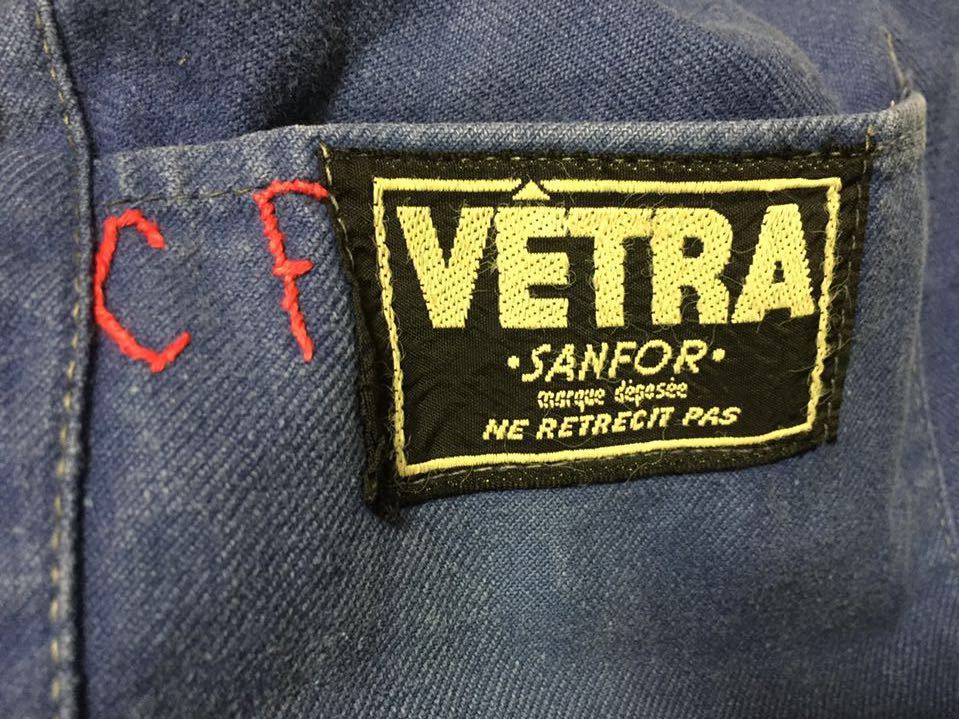 C F
VÊTRA
•SANFOR•
marque déposée
NE RETRECIT PAS